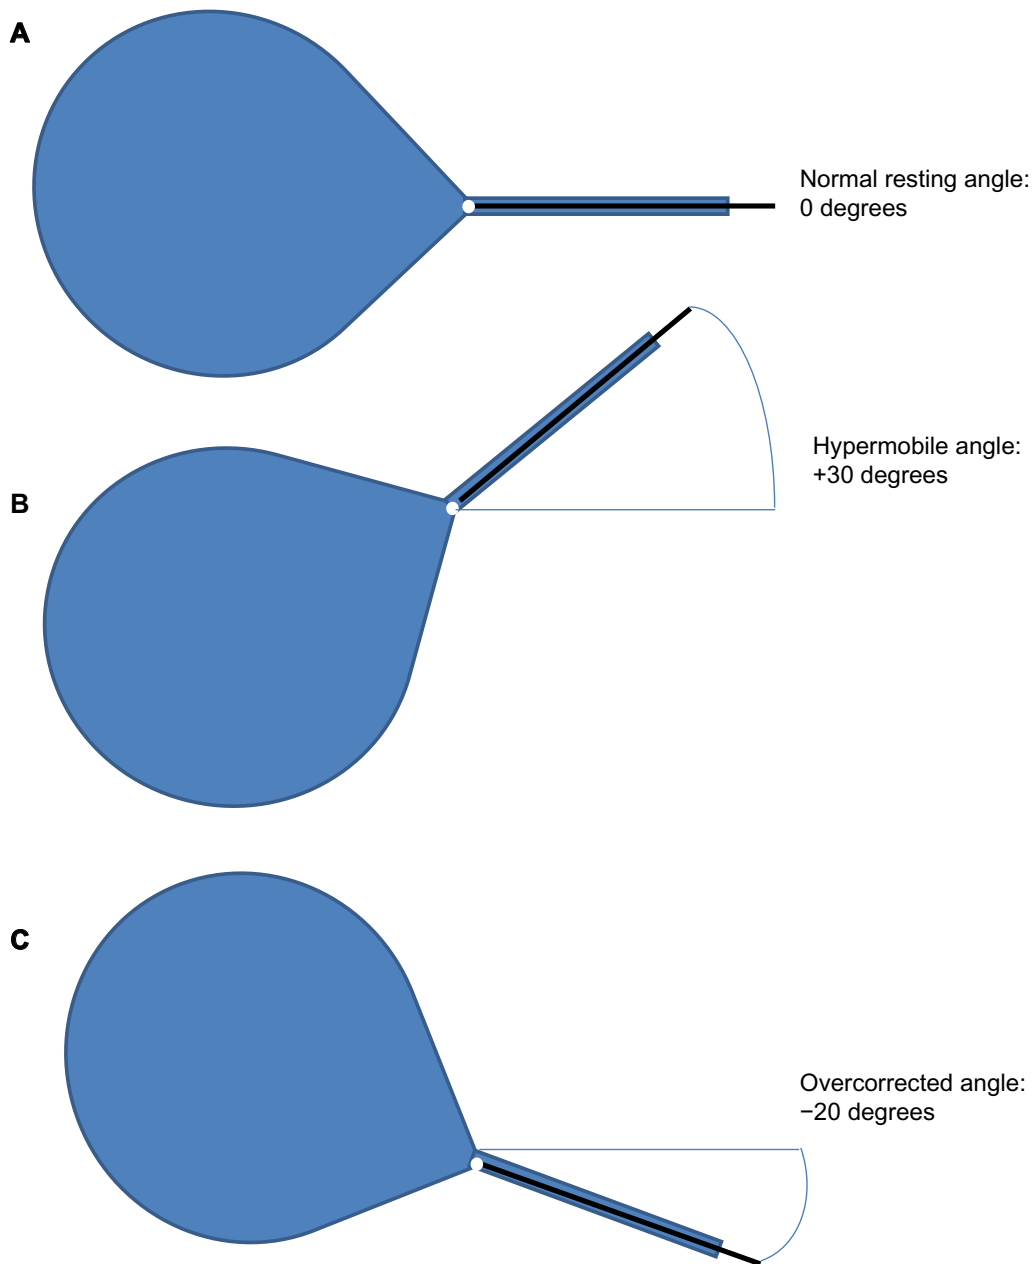 A
Normal resting angle:
0 degrees
Hypermobile angle:
+30 degrees
B
C
Overcorrected angle:
−20 degrees